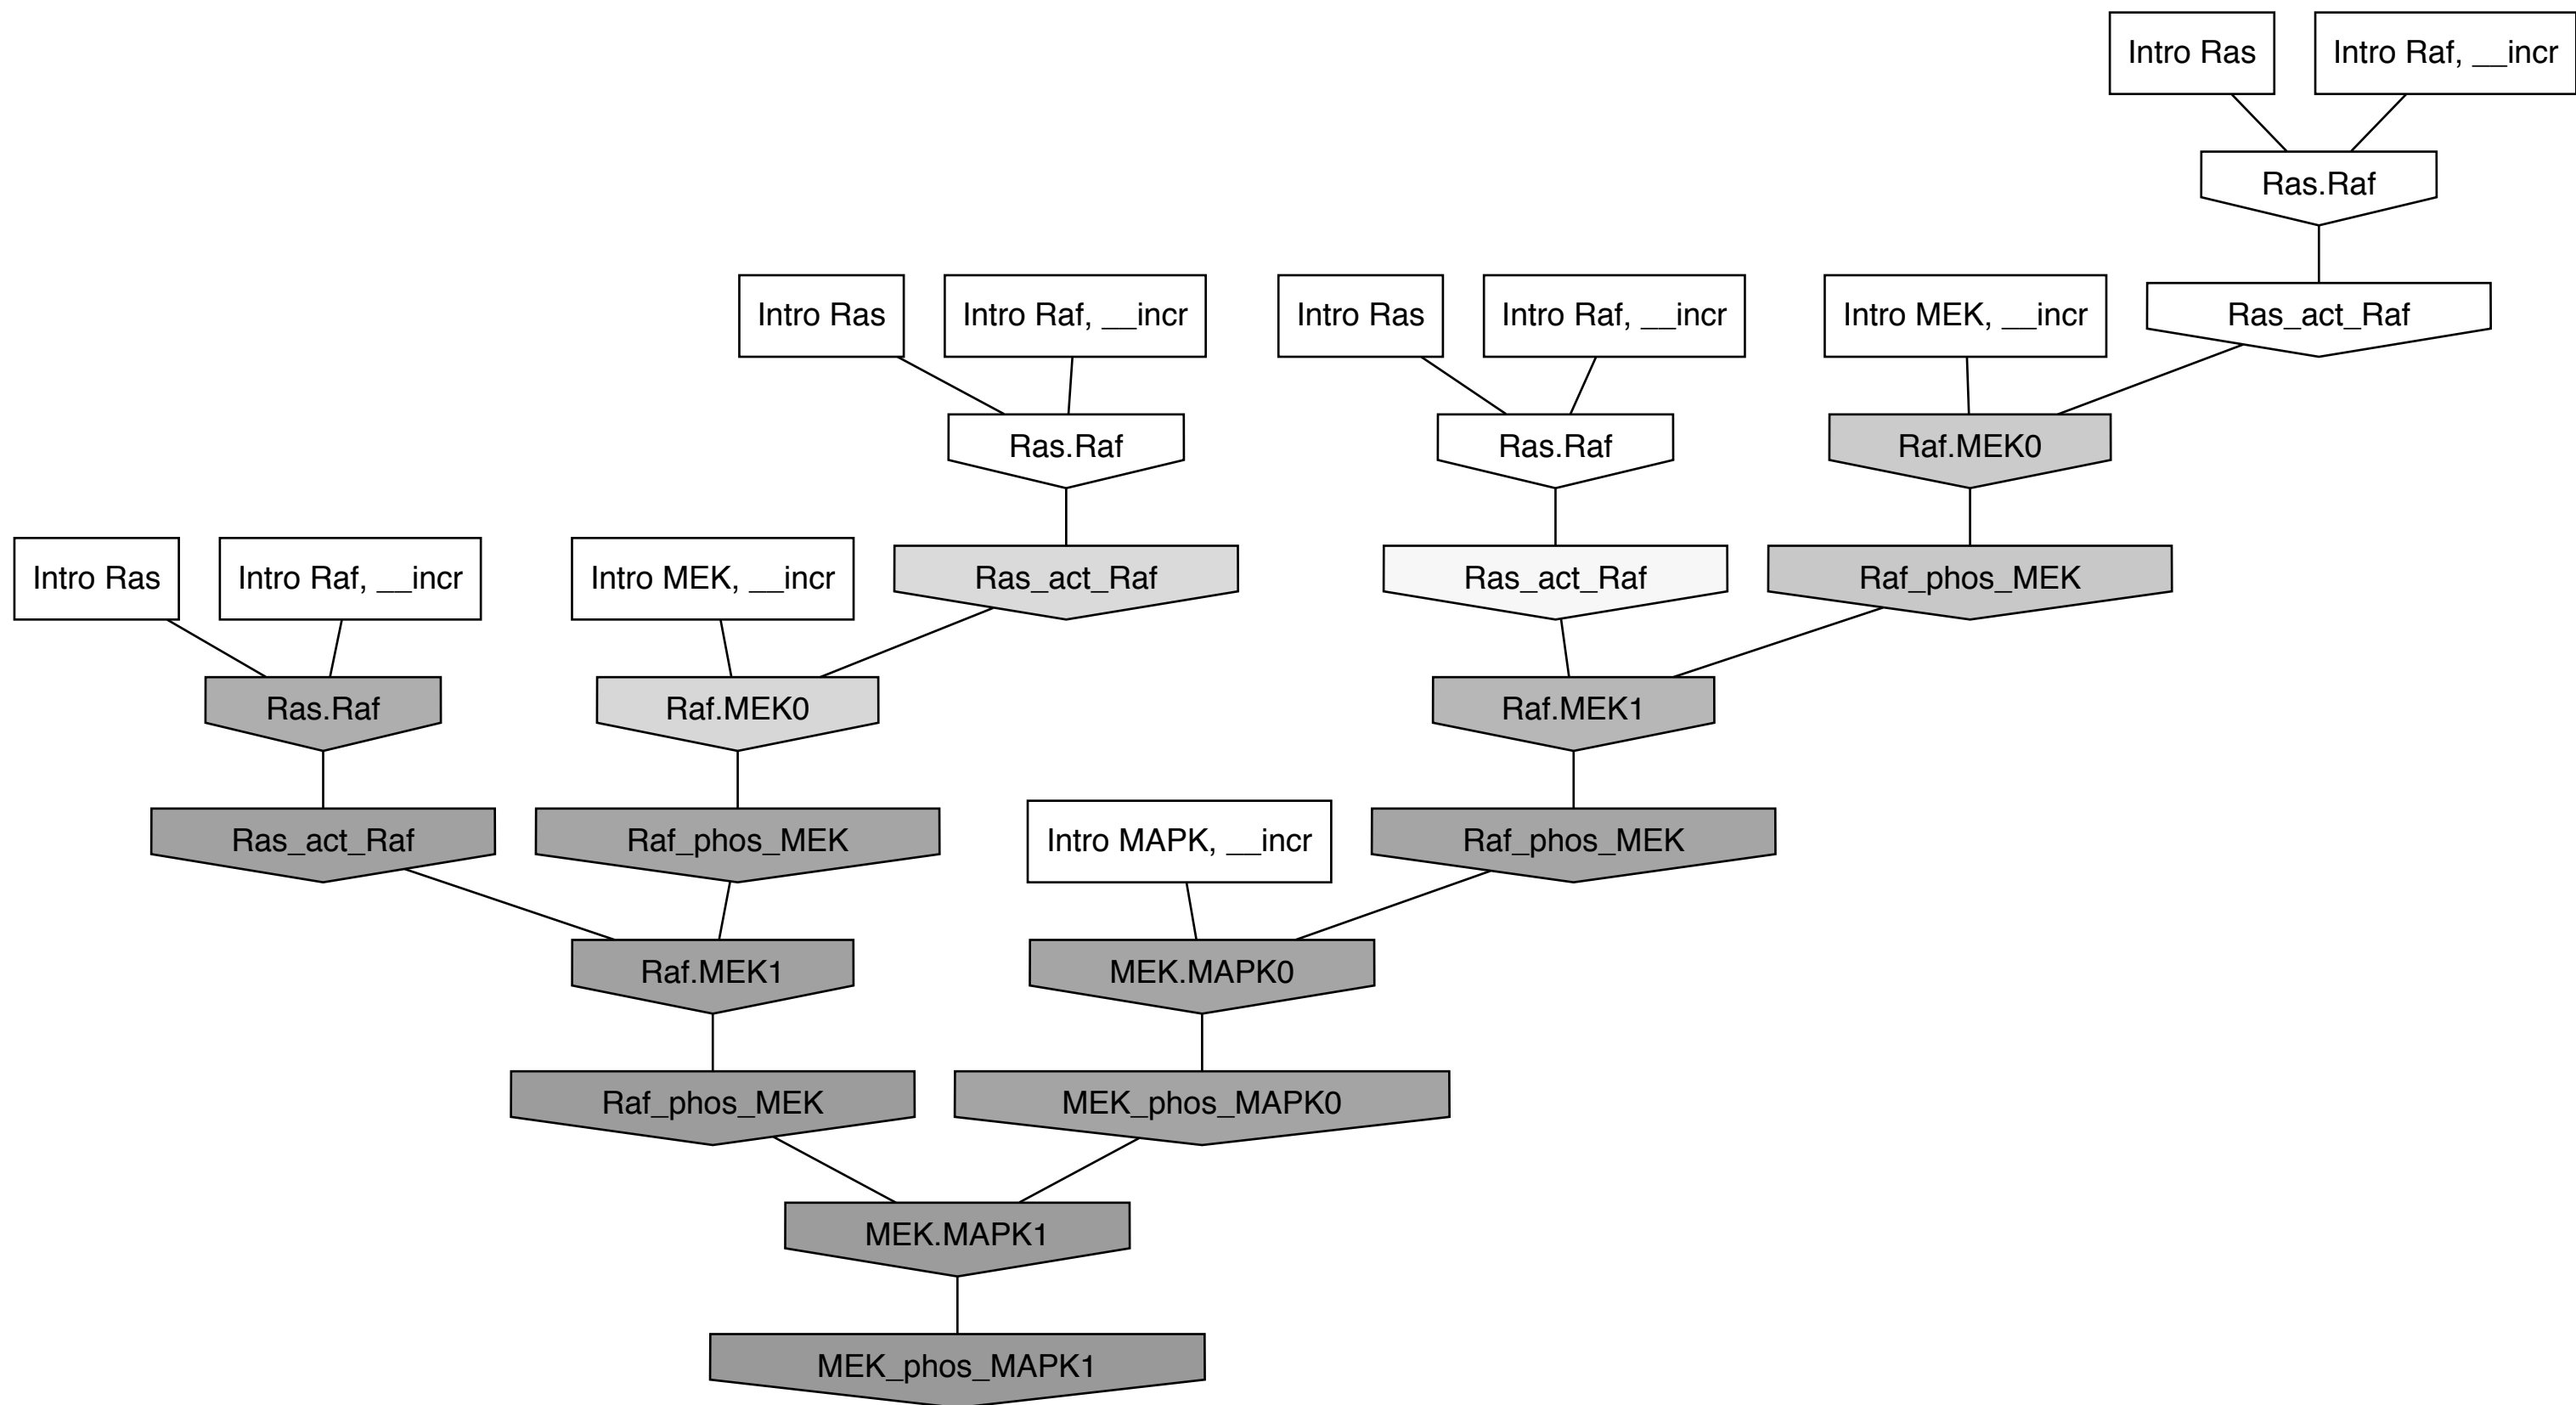 Intro Ras
Intro Raf, __incr
Ras.Raf
Intro Ras
Intro Raf, __incr
Intro Ras
Intro Raf, __incr
Intro MEK, __incr
Ras_act_Raf
Ras.Raf
Ras.Raf
Raf.MEK0
Intro Ras
Intro Raf, __incr
Intro MEK, __incr
Ras_act_Raf
Ras_act_Raf
Raf_phos_MEK
Ras.Raf
Raf.MEK0
Raf.MEK1
Ras_act_Raf
Raf_phos_MEK
Intro MAPK, __incr
Raf_phos_MEK
Raf.MEK1
MEK.MAPK0
Raf_phos_MEK
MEK_phos_MAPK0
MEK.MAPK1
MEK_phos_MAPK1